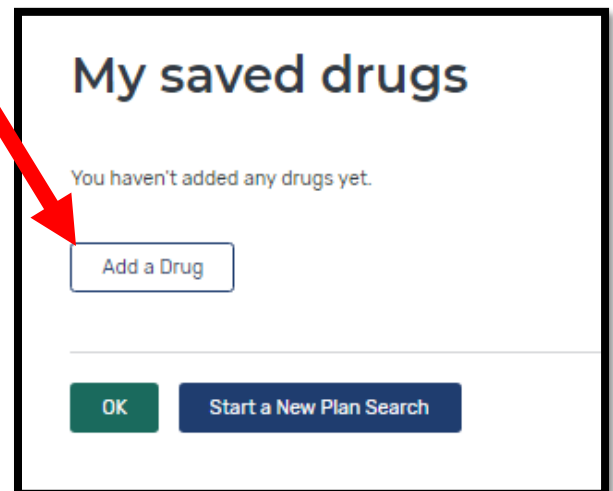 My saved drugs
You haven't added any drugs yet.
Add a Drug
OK
Start a New Plan Search